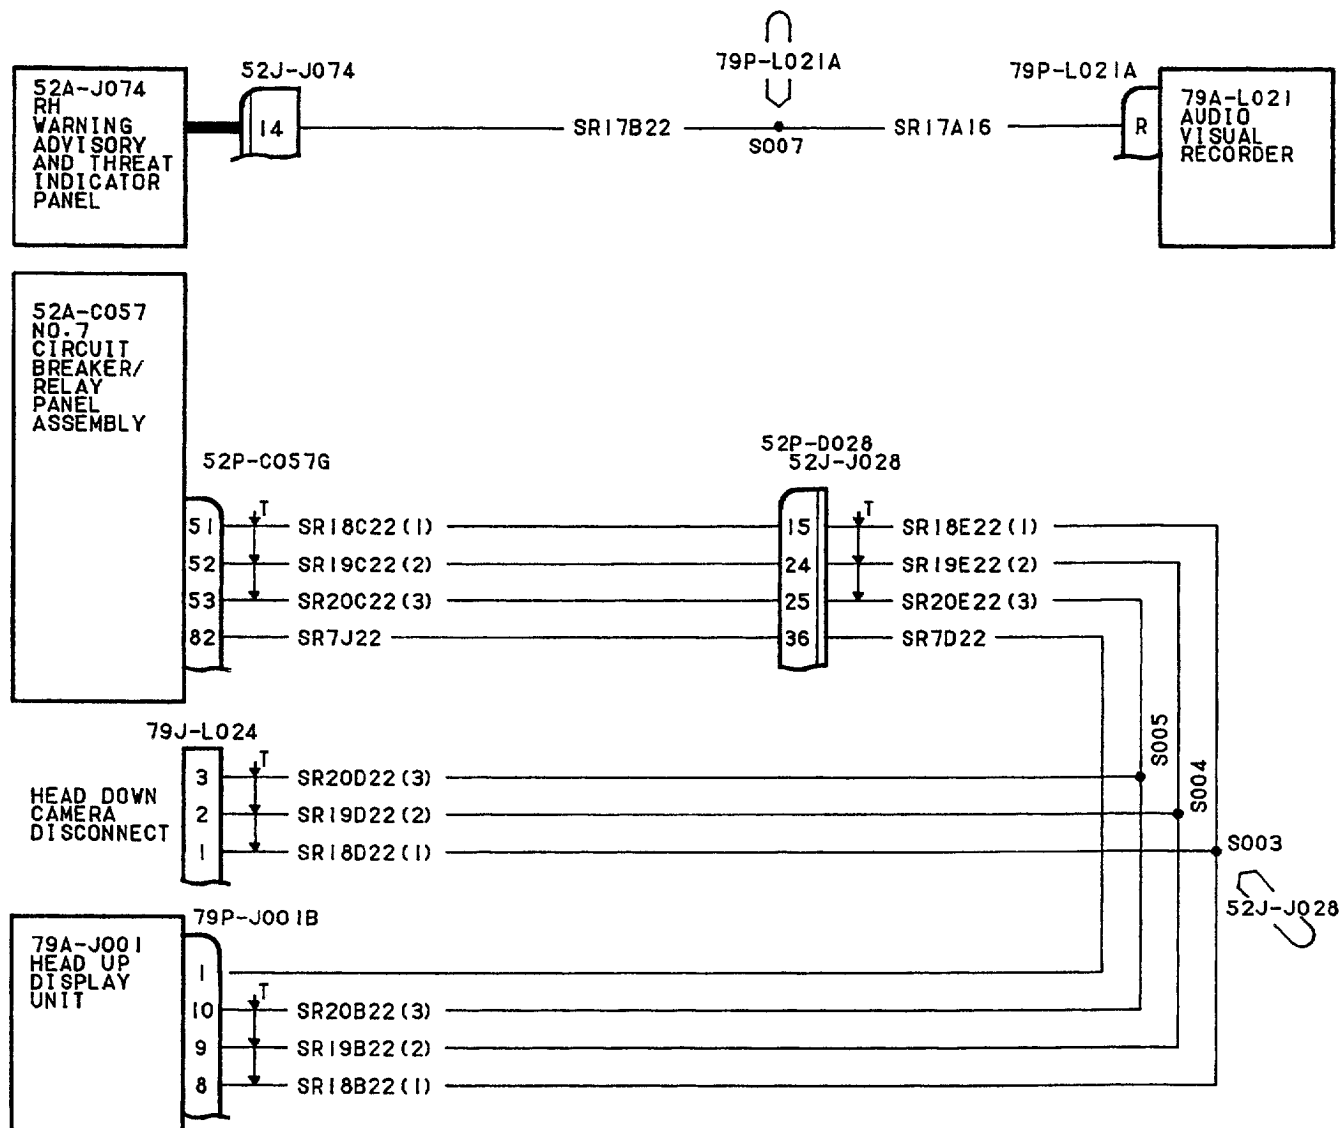 79P-L021A
52J-J074
79P-L021A
52A-J074
RH
WARNING
ADVISORY
AND THREAT
INDICATOR
PANEL
14
SR17B22
S007
SR17A16
R
79A-L021
AUDIO
VISUAL
RECORDER
52A-C057
NO.7
CIRCUIT
BREAKER/
RELAY
PANEL
ASSEMBLY
52P-C057G
52P-D028
52J-J028
51 T SR18C22(1) 15 T SR18E22(1)
52 SR19C22(2) 24 SR19E22(2)
53 SR20C22(3) 25 SR20E22(3)
82 SR7J22 36 SR7D22
S005
S004
S003
52J-J028
79J-L024
HEAD DOWN
CAMERA
DISCONNECT
3 T SR20D22(3)
2 SR19D22(2)
1 SR18D22(1)
79P-J001B
79A-J001
HEAD UP
DISPLAY
UNIT
1
10 T SR20B22(3)
9 SR19B22(2)
8 SR18B22(1)